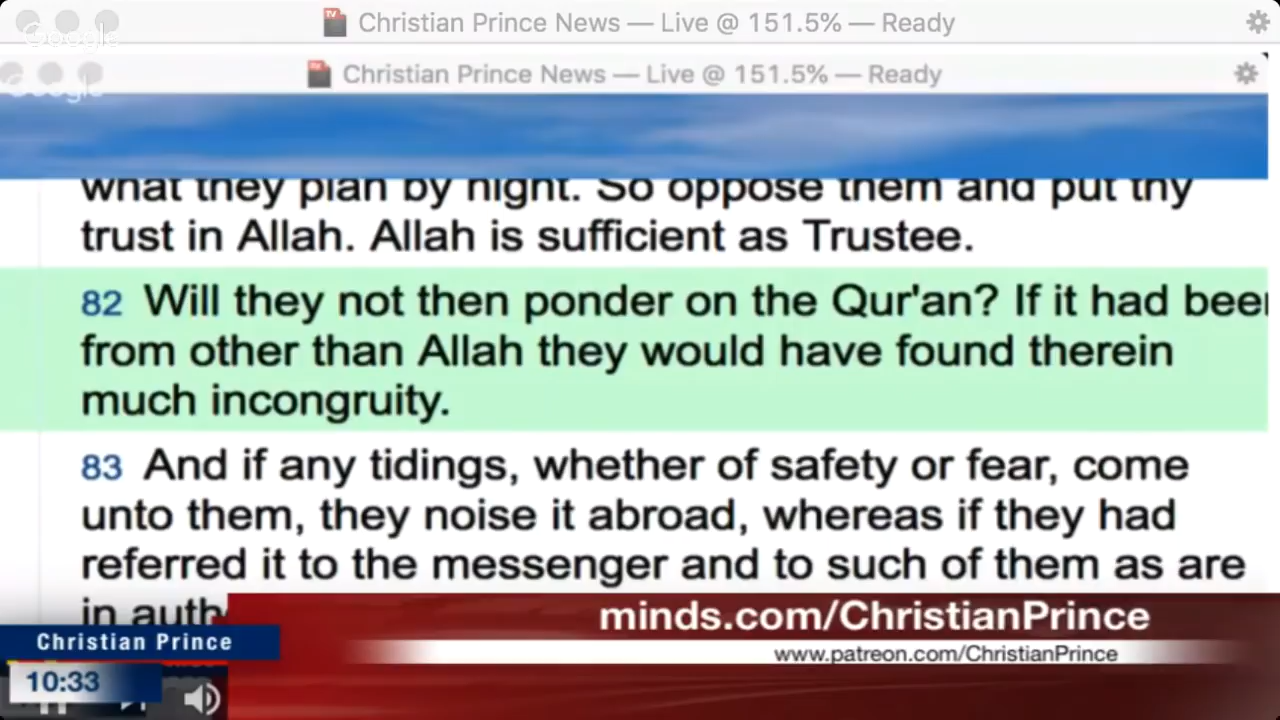 Christian Prince News — Live @ 151.5% — Ready
Google
Christian Prince News — Live @ 151.5% — Ready
Google
what they plan by night. So oppose them and put thy
trust in Allah. Allah is sufficient as Trustee.
82 Will they not then ponder on the Qur'an? If it had
from other than Allah they would have found therein
much incongruity.
83 And if any tidings, whether of safety or fear, come
unto them, they noise it abroad, whereas if they had
referred it to the messenger and to such of them as are
in
minds.com/ChristianPrince
Christian Prince
www.patreon.com/ChristianPrince
10:33